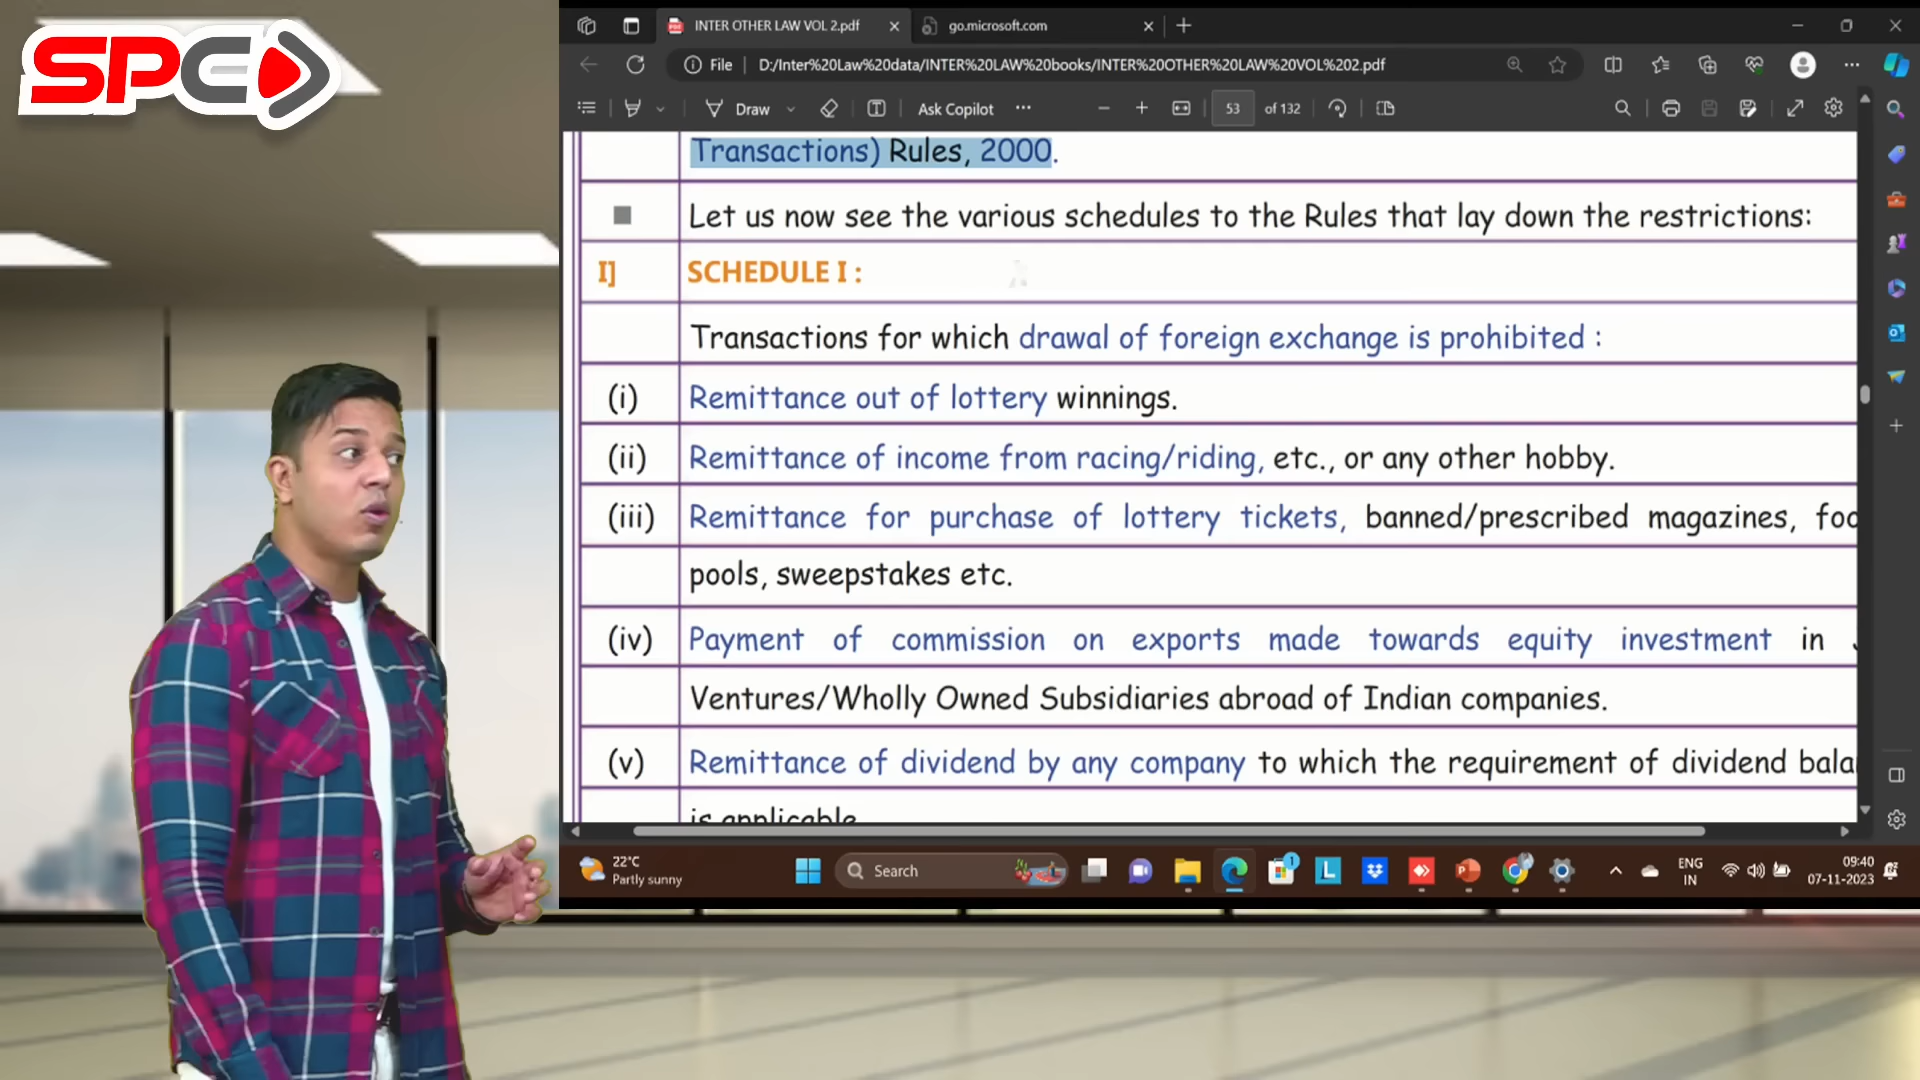 SPC
INTER OTHER LAW VOL 2.pdf
go.microsoft.com
File
D:/Inter%20Law%20data/INTER%20LAW%20books/INTER%20OTHER%20LAW%20VOL%202.pdf
Draw
Ask Copilot
53
of 132
Transactions) Rules, 2000.
Let us now see the various schedules to the Rules that lay down the restrictions:
I] SCHEDULE I :
Transactions for which drawal of foreign exchange is prohibited :
(i) Remittance out of lottery winnings.
(ii) Remittance of income from racing/riding, etc., or any other hobby.
(iii) Remittance for purchase of lottery tickets, banned/prescribed magazines, foo
pools, sweepstakes etc.
(iv) Payment of commission on exports made towards equity investment in
Ventures/Wholly Owned Subsidiaries abroad of Indian companies.
(v) Remittance of dividend by any company to which the requirement of dividend bala
is applicable
22°C
Partly sunny
Search
1
L
ENG
IN
09:40
07-11-2023